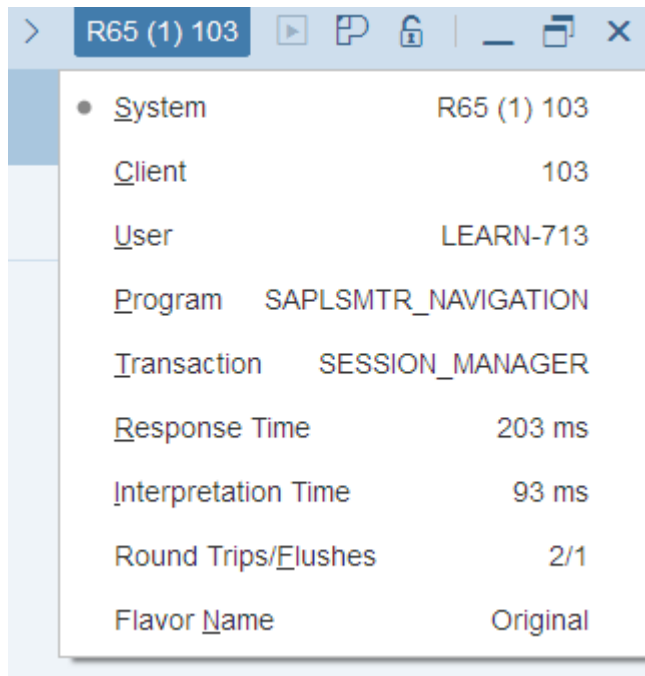 R65 (1) 103
System R65 (1) 103
Client 103
User LEARN-713
Program SAPLSMTR_NAVIGATION
Transaction SESSION_MANAGER
Response Time 203 ms
Interpretation Time 93 ms
Round Trips/Flushes 2/1
Flavor Name Original